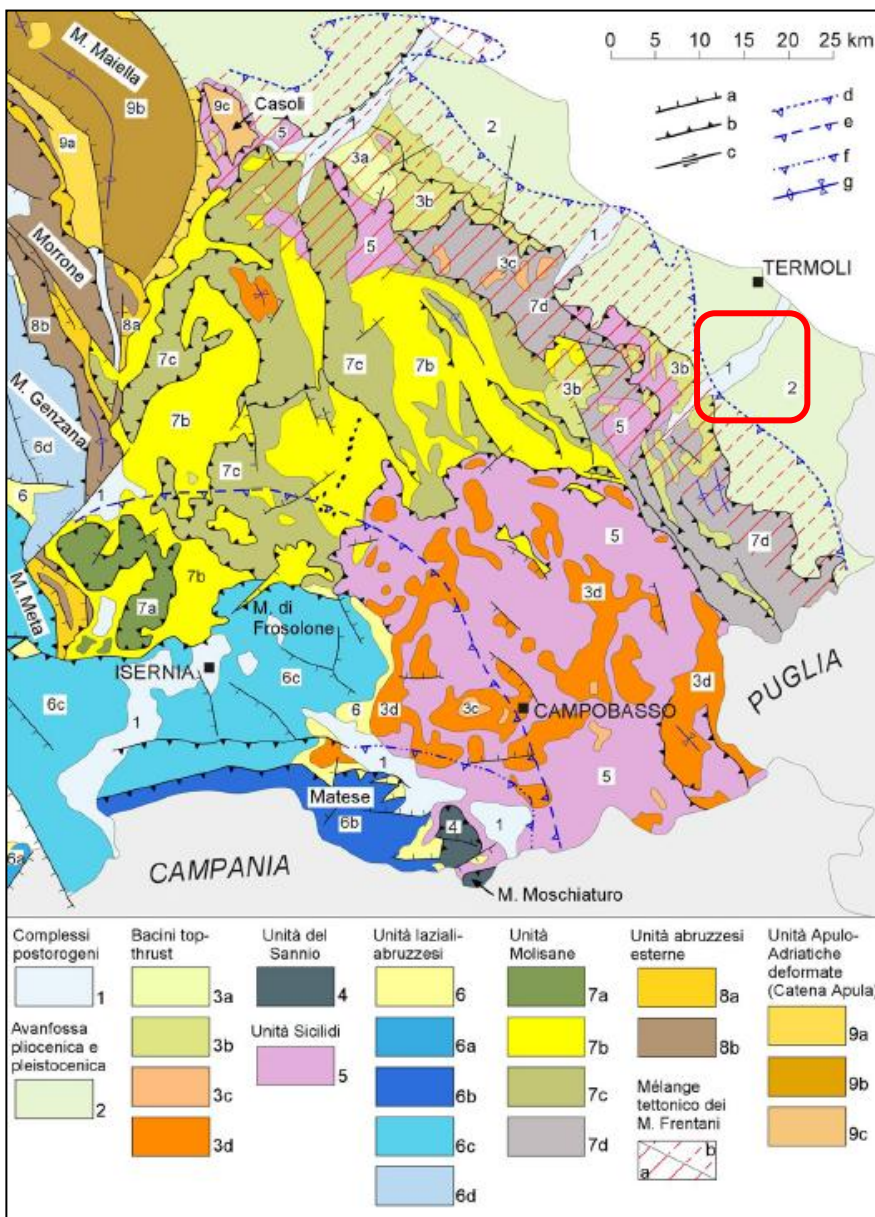 M. Maiella
0 5 10 15 20 25 km
9b
9c
Casoli
1
a
d
5
2
b
e
9a
3a
c
f
g
3b
1
Morrone
5
3c
TERMOLI
7d
8b
8a
7c
7c
7b
3b
3b
1
2
M. Genzana
5
6d
7b
7c
6
1
5
7d
7b
3d
M. Meta
7a
M. di
Frosolone
ISERNIA
6c
6c
3d
PUGLIA
6
3d
3c
CAMPOBASSO
1
1
5
Matese
6b
4
1
6a
CAMPANIA
M. Moschiaturo
Complessi
postorogeni
1
Avanfossa
pliocenica e
pleistocenica
2
Bacini top-
thrust
3a
3b
3c
3d
Unità del
Sannio
4
Unità Sicilidi
5
Unità laziali-
abruzzesi
6
6a
6b
6c
6d
Unità
Molisane
7a
7b
7c
7d
Unità abruzzesi
esterne
8a
8b
Mélange
tettonico dei
M. Frentani
b
a
Unità Apulo-
Adriatiche
deformate
(Catena Apula)
9a
9b
9c